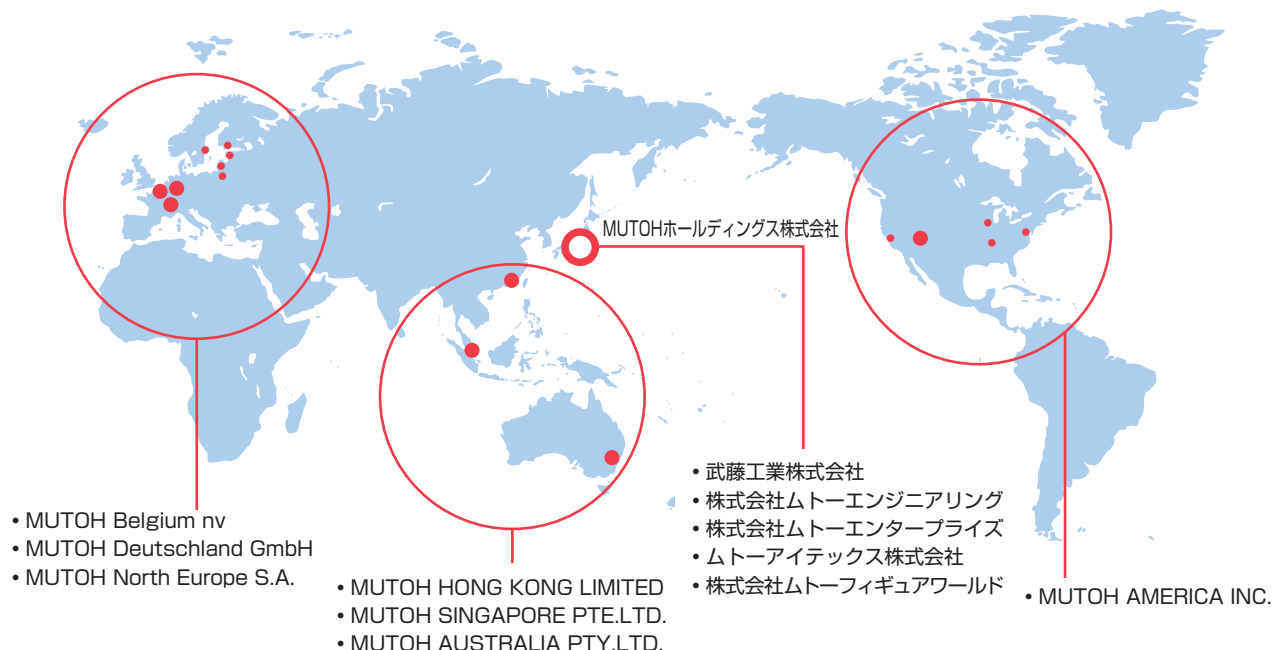 MUTOHホールディングス株式会社
• MUTOH Belgium nv
• MUTOH Deutschland GmbH
• MUTOH North Europe S.A.
• MUTOH HONG KONG LIMITED
• MUTOH SINGAPORE PTE.LTD.
• MUTOH AUSTRALIA PTY.LTD.
• 武藤工業株式会社
• 株式会社ムトーエンジニアリング
• 株式会社ムトーエンタープライズ
• ムトーアイテックス株式会社
• 株式会社ムトーフィギュアワールド
• MUTOH AMERICA INC.